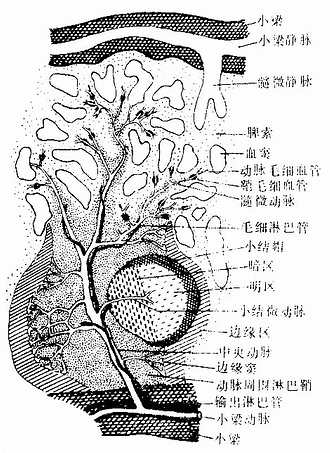 小梁
小梁静脉
髓微静脉
脾索
血窦
动脉毛细血管
鞘毛细血管
髓微动脉
毛细淋巴管
小结帽
暗区
明区
小结微动脉
边缘区
中央动脉
边缘窦
动脉周围淋巴鞘
输出淋巴管
小梁动脉
小梁